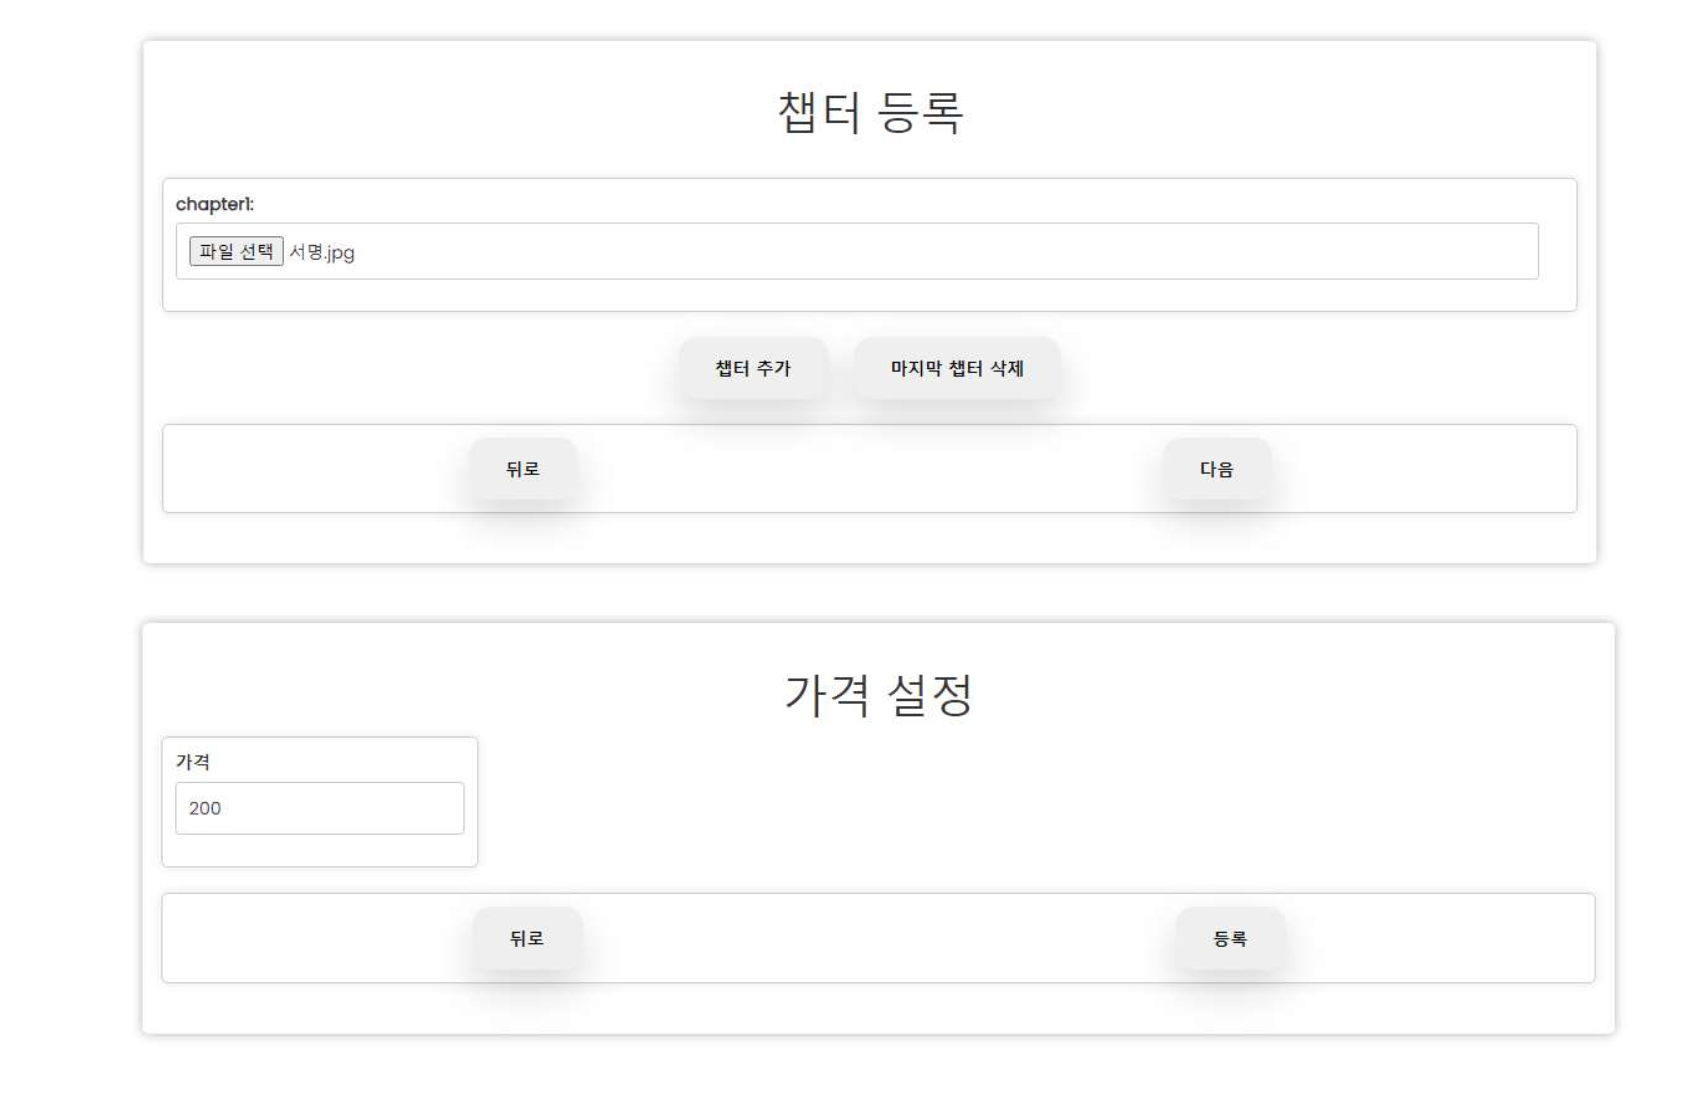 챕터 등록
chapter1:
파일 선택 서명.jpg
챕터 추가 마지막 챕터 삭제
뒤로 다음
가격 설정
가격
200
뒤로 등록